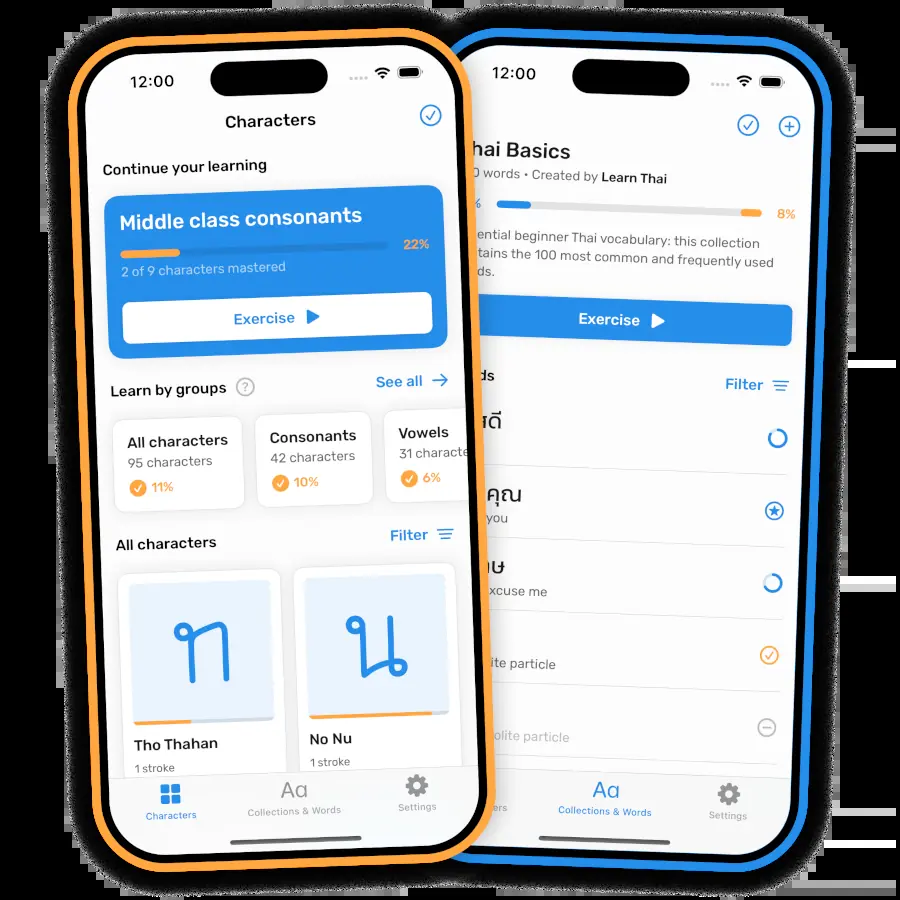 12:00
Characters
Continue your learning
Middle class consonants
22%
2 of 9 characters mastered
Exercise
Learn by groups ?
See all
All characters
95 characters
11%
Consonants
42 characters
10%
Vowels
31 characte
6%
All characters
Filter
ท
น
Tho Thahan
1 stroke
No Nu
1 stroke
Characters
Aa
Collections & Words
Settings
12:00
hai Basics
0 words • Created by Learn Thai
%
8%
ential beginner Thai vocabulary: this collection
tains the 100 most common and frequently used
ds.
Exercise
ds
Filter
สดี
คุณ
you
ษ
xcuse me
ite particle
olite particle
ers
Aa
Collections & Words
Settings